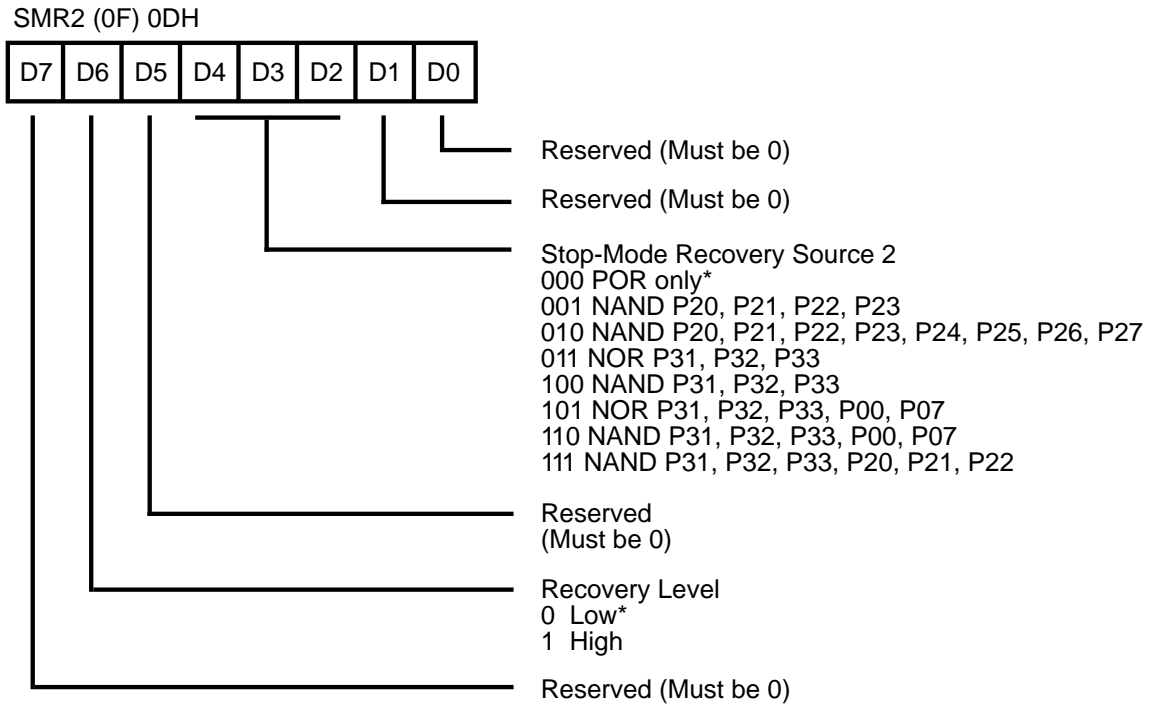 SMR2 (0F) 0DH
D7 D6 D5 D4 D3 D2 D1 D0
Reserved (Must be 0)
Reserved (Must be 0)
Stop-Mode Recovery Source 2
000 POR only*
001 NAND P20, P21, P22, P23
010 NAND P20, P21, P22, P23, P24, P25, P26, P27
011 NOR P31, P32, P33
100 NAND P31, P32, P33
101 NOR P31, P32, P33, P00, P07
110 NAND P31, P32, P33, P00, P07
111 NAND P31, P32, P33, P20, P21, P22
Reserved
(Must be 0)
Recovery Level
0 Low*
1 High
Reserved (Must be 0)